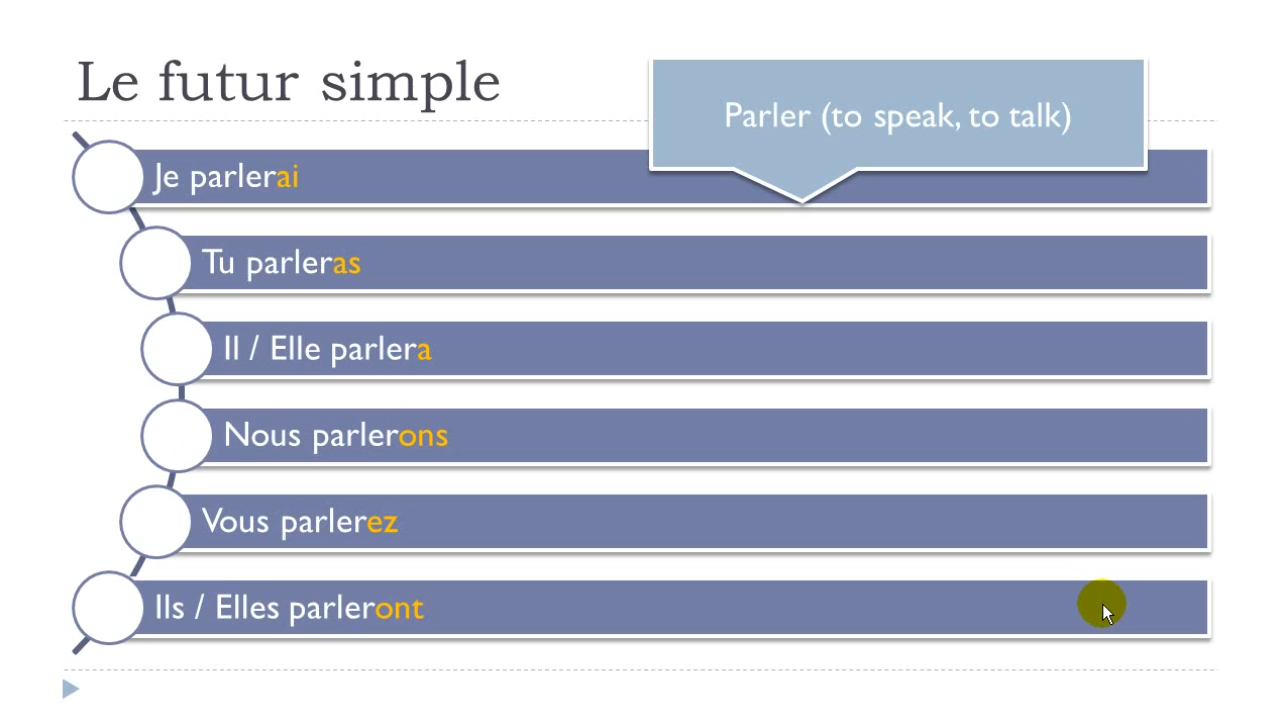 Le futur simple
Parler (to speak, to talk)
Je parlerai
Tu parleras
Il / Elle parlera
Nous parlerons
Vous parlerez
Ils / Elles parleront